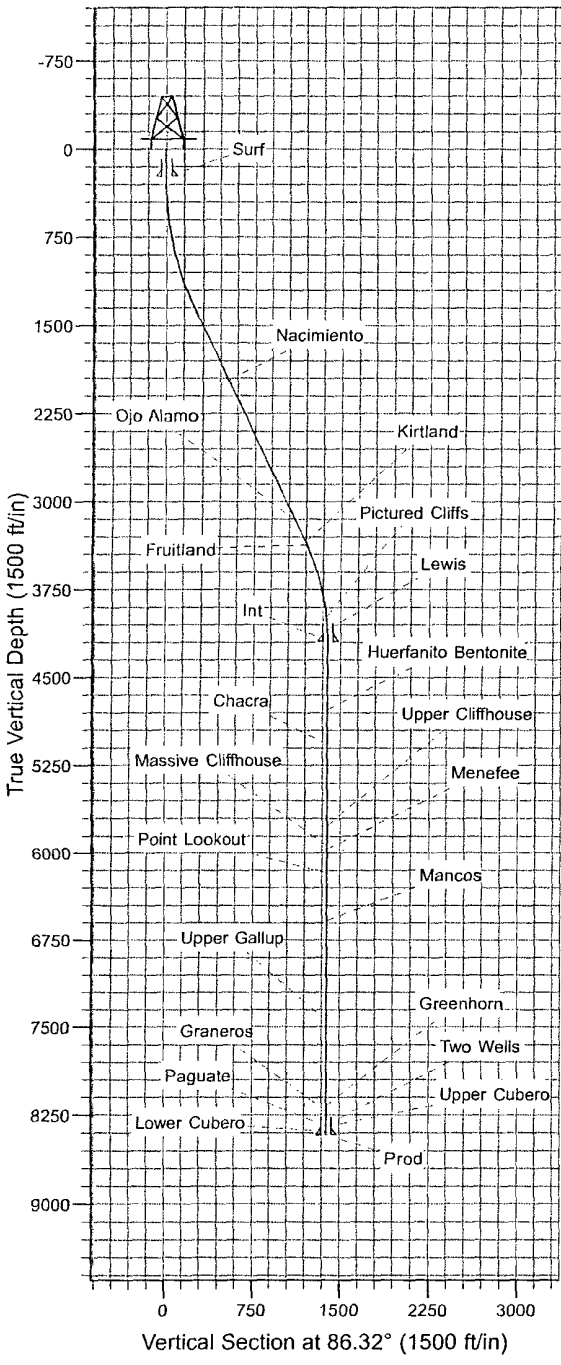 -750
0
Surf
750
1500
Nacimiento
2250
Ojo Alamo
Kirtland
3000
Pictured Cliffs
Fruitland
Lewis
3750
Int
Huerfanito Bentonite
4500
Chacra
Upper Cliffhouse
5250
Massive Cliffhouse
Menefee
6000
Point Lookout
Mancos
6750
Upper Gallup
Greenhorn
7500
Graneros
Two Wells
Paguate
Upper Cubero
8250
Lower Cubero
Prod
9000
True Vertical Depth (1500 ft/in)
0 750 1500 2250 3000
Vertical Section at 86.32° (1500 ft/in)